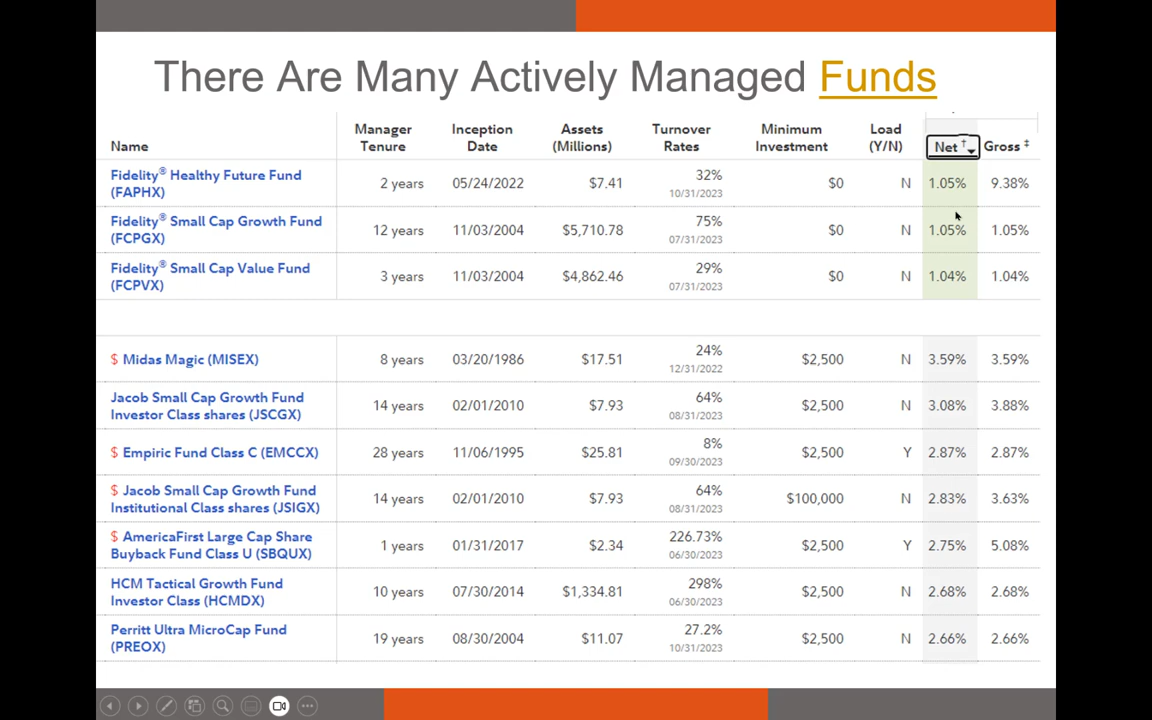 There Are Many Actively Managed Funds
Name
Manager Tenure
Inception Date
Assets (Millions)
Turnover Rates
Minimum Investment
Load (Y/N)
Net †
Gross ‡
Fidelity® Healthy Future Fund (FAPHX)
2 years
05/24/2022
$7.41
32%
10/31/2023
$0
N
1.05%
9.38%
Fidelity® Small Cap Growth Fund (FCPGX)
12 years
11/03/2004
$5,710.78
75%
07/31/2023
$0
N
1.05%
1.05%
Fidelity® Small Cap Value Fund (FCPVX)
3 years
11/03/2004
$4,862.46
29%
07/31/2023
$0
N
1.04%
1.04%
$ Midas Magic (MISEX)
8 years
03/20/1986
$17.51
24%
12/31/2022
$2,500
N
3.59%
3.59%
Jacob Small Cap Growth Fund Investor Class shares (JSCGX)
14 years
02/01/2010
$7.93
64%
08/31/2023
$2,500
N
3.08%
3.88%
$ Empiric Fund Class C (EMCCX)
28 years
11/06/1995
$25.81
8%
09/30/2023
$2,500
Y
2.87%
2.87%
$ Jacob Small Cap Growth Fund Institutional Class shares (JSIGX)
14 years
02/01/2010
$7.93
64%
08/31/2023
$100,000
N
2.83%
3.63%
$ AmericaFirst Large Cap Share Buyback Fund Class U (SBQUX)
1 years
01/31/2017
$2.34
226.73%
06/30/2023
$2,500
Y
2.75%
5.08%
HCM Tactical Growth Fund Investor Class (HCMDX)
10 years
07/30/2014
$1,334.81
298%
06/30/2023
$2,500
N
2.68%
2.68%
Perritt Ultra MicroCap Fund (PREOX)
19 years
08/30/2004
$11.07
27.2%
10/31/2023
$2,500
N
2.66%
2.66%